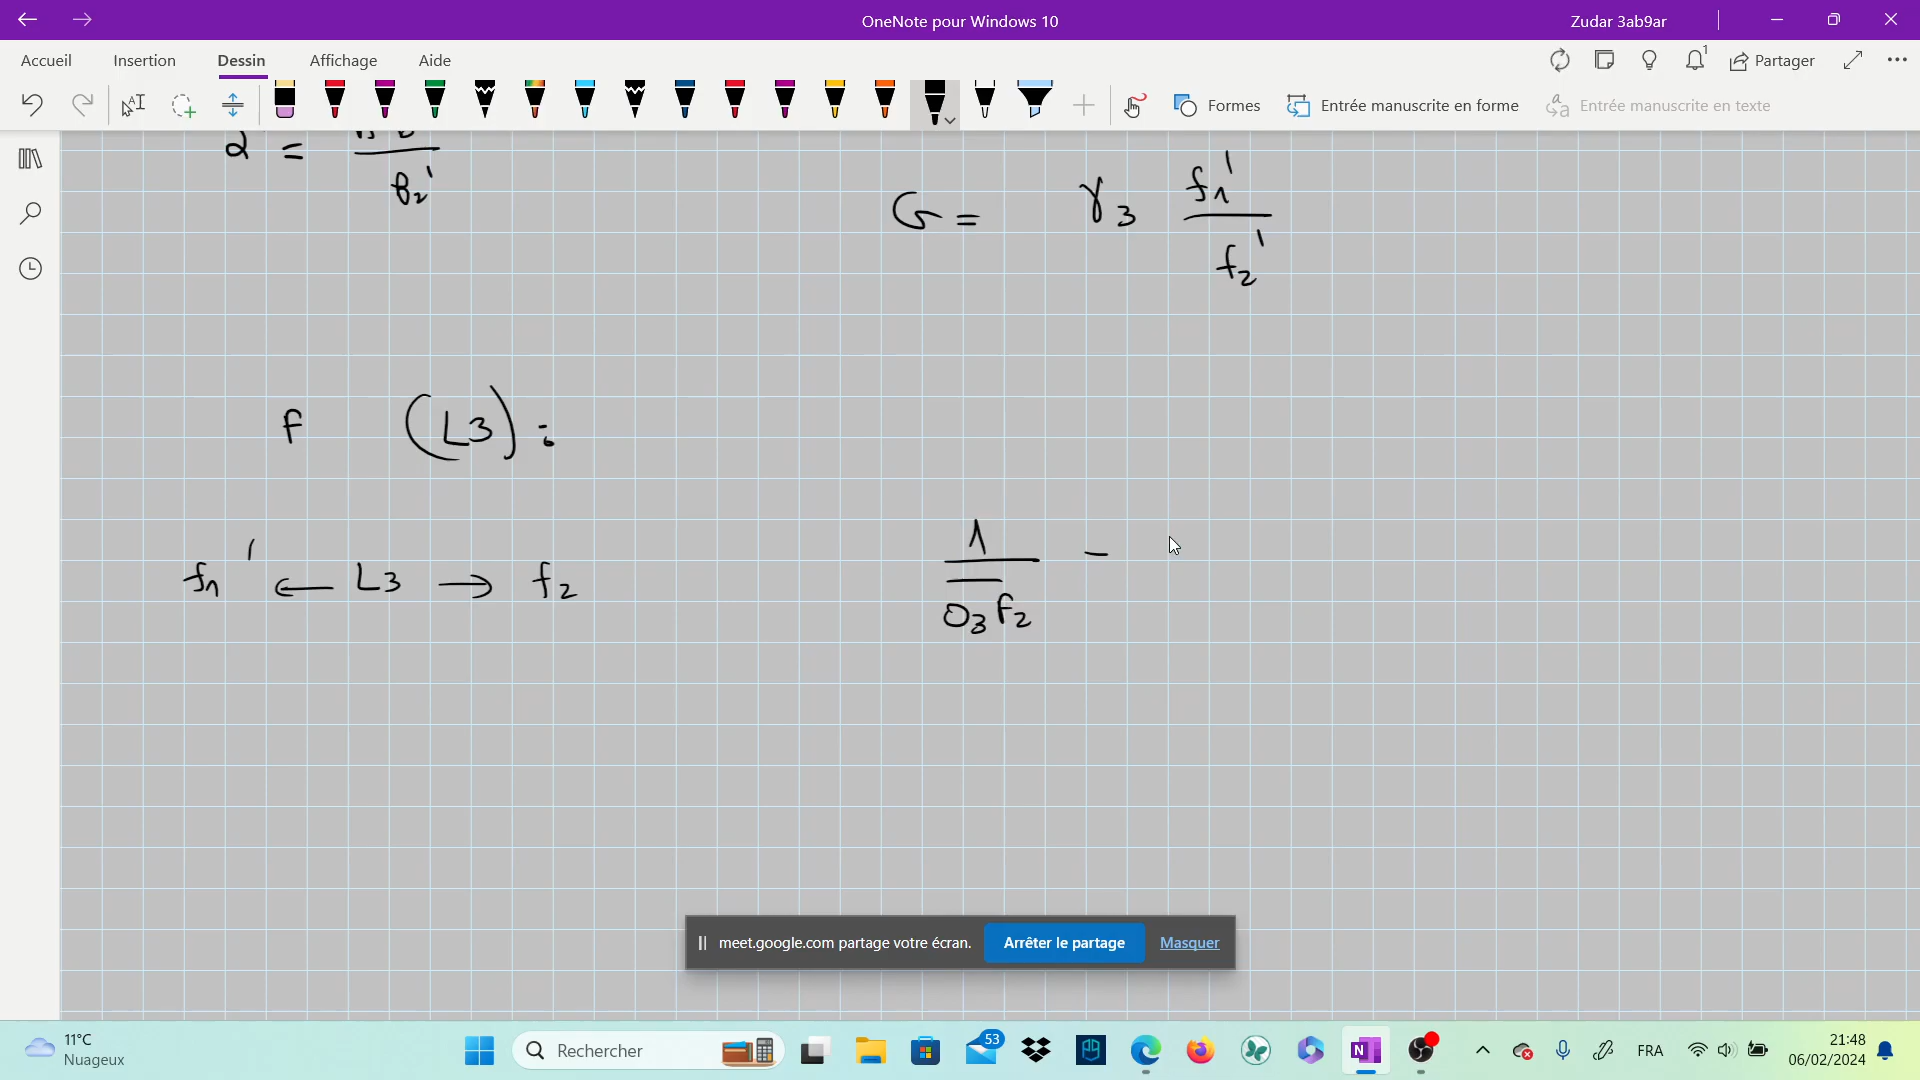 OneNote pour Windows 10
Zudar 3ab9ar
Accueil Insertion Dessin Affichage Aide
1
Partager
Formes
Entrée manuscrite en forme
Entrée manuscrite en texte
α = / B₂'
G = γ₃ f₁' / f₂'
F (L3) :
f₁' ← L3 → f₂
1 / O₃F₂ −
meet.google.com partage votre écran.
Arrêter le partage
Masquer
11°C
Nuageux
Rechercher
53
FRA
21:48
06/02/2024